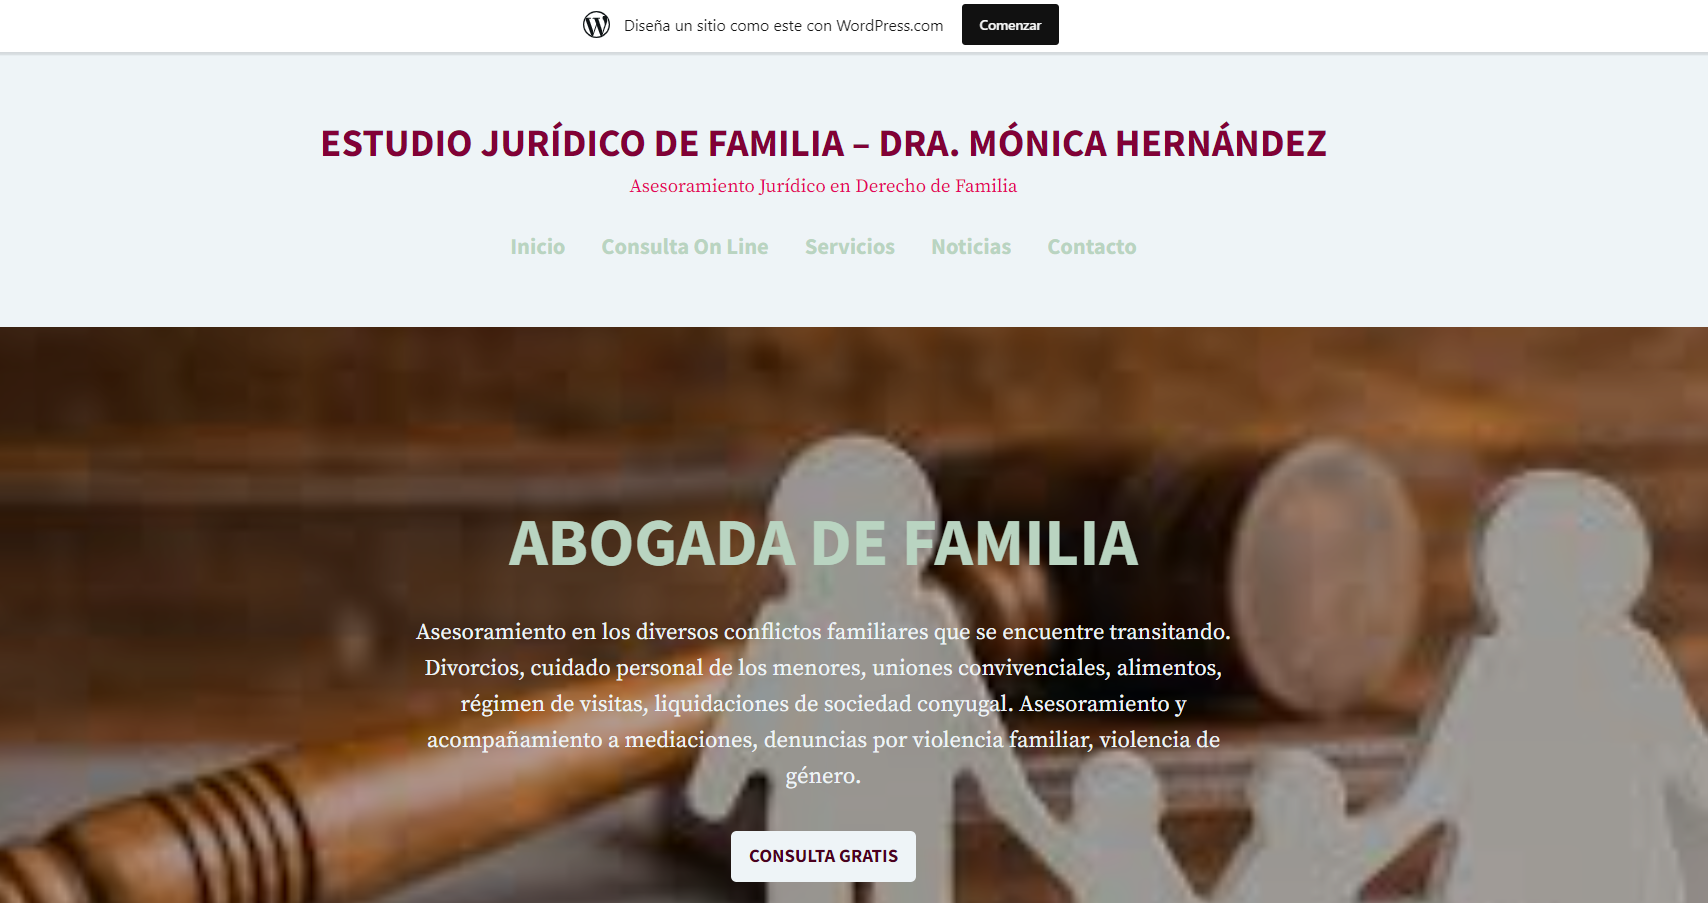 Diseña un sitio como este con WordPress.com
Comenzar
ESTUDIO JURÍDICO DE FAMILIA – DRA. MÓNICA HERNÁNDEZ
Asesoramiento Jurídico en Derecho de Familia
Inicio Consulta On Line Servicios Noticias Contacto
ABOGADA DE FAMILIA
Asesoramiento en los diversos conflictos familiares que se encuentre transitando.
Divorcios, cuidado personal de los menores, uniones convivenciales, alimentos,
régimen de visitas, liquidaciones de sociedad conyugal. Asesoramiento y
acompañamiento a mediaciones, denuncias por violencia familiar, violencia de
género.
CONSULTA GRATIS